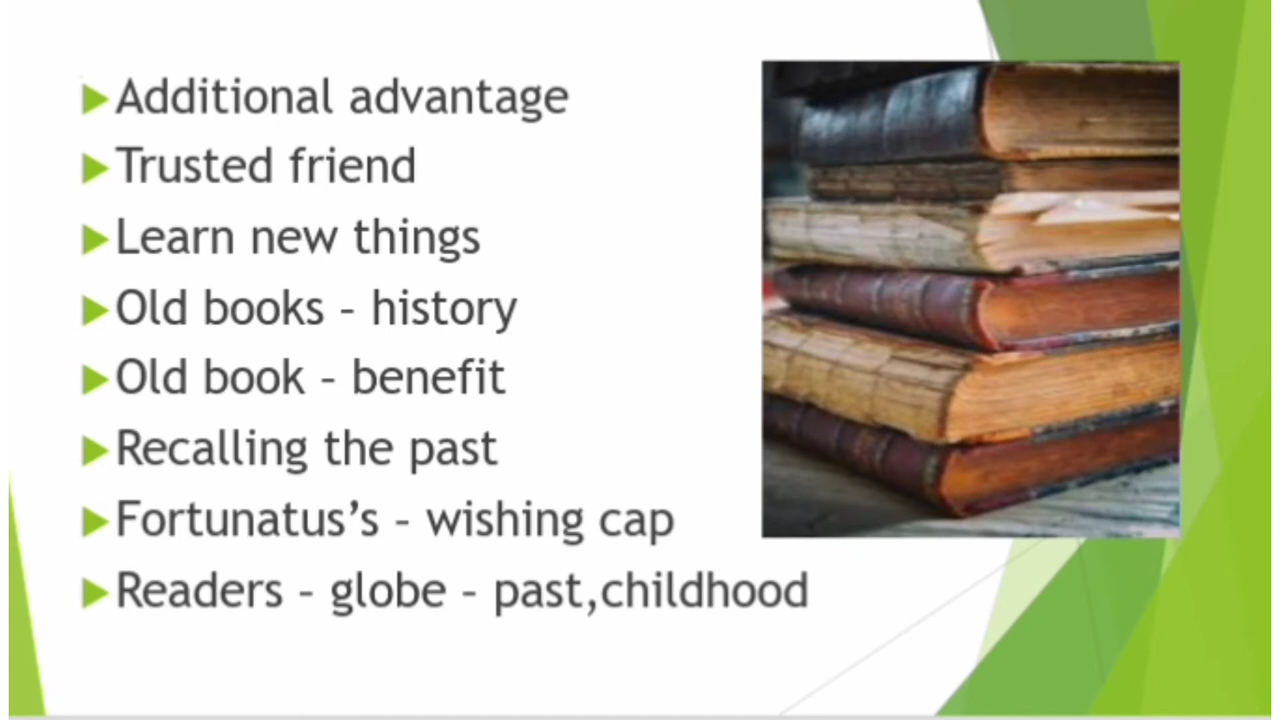 Additional advantage
Trusted friend
Learn new things
Old books – history
Old book – benefit
Recalling the past
Fortunatus’s – wishing cap
Readers – globe – past,childhood